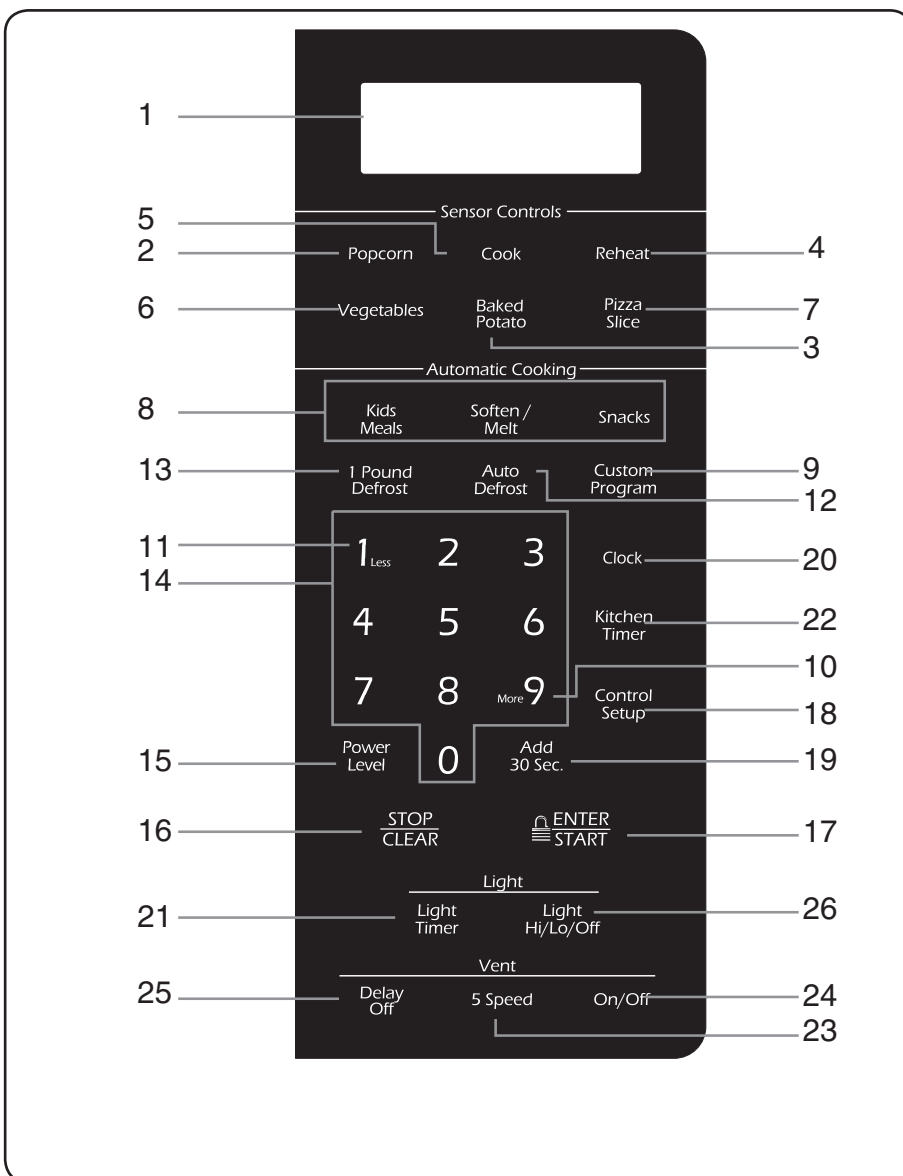 1
Sensor Controls
5
2 Popcorn Cook Reheat 4
6 Vegetables Baked Potato Pizza Slice 7
3
Automatic Cooking
8 Kids Meals Soften / Melt Snacks
13 1 Pound Defrost Auto Defrost Custom Program 9
12
11 1 Less 2 3 Clock 20
14
4 5 6 Kitchen Timer 22
10
7 8 More 9 Control Setup 18
15 Power Level 0 Add 30 Sec. 19
16 STOP CLEAR ENTER START 17
Light
21 Light Timer Light Hi/Lo/Off 26
Vent
25 Delay Off 5 Speed On/Off 24
23